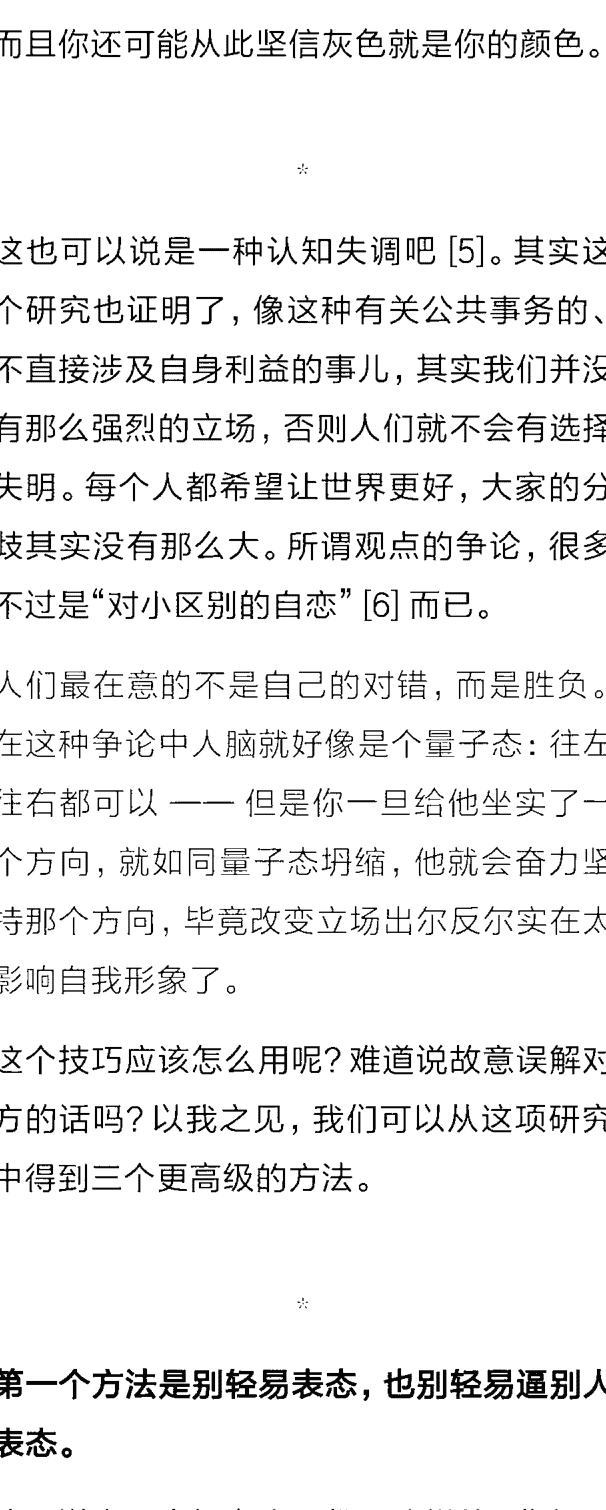 而且你还可能从此坚信灰色就是你的颜色。
*
这也可以说是一种认知失调吧 [5]。其实这
个研究也证明了，像这种有关公共事务的、
不直接涉及自身利益的事儿，其实我们并没
有那么强烈的立场，否则人们就不会有选择
失明。每个人都希望让世界更好，大家的分
歧其实没有那么大。所谓观点的争论，很多
不过是“对小区别的自恋” [6] 而已。
人们最在意的不是自己的对错，而是胜负。
在这种争论中人脑就好像是个量子态：往左
往右都可以 —— 但是你一旦给他坐实了一
个方向，就如同量子态坍缩，他就会奋力坚
持那个方向，毕竟改变立场出尔反尔实在太
影响自我形象了。
这个技巧应该怎么用呢？难道说故意误解对
方的话吗？以我之见，我们可以从这项研究
中得到三个更高级的方法。
*
第一个方法是别轻易表态，也别轻易逼别人
表态。